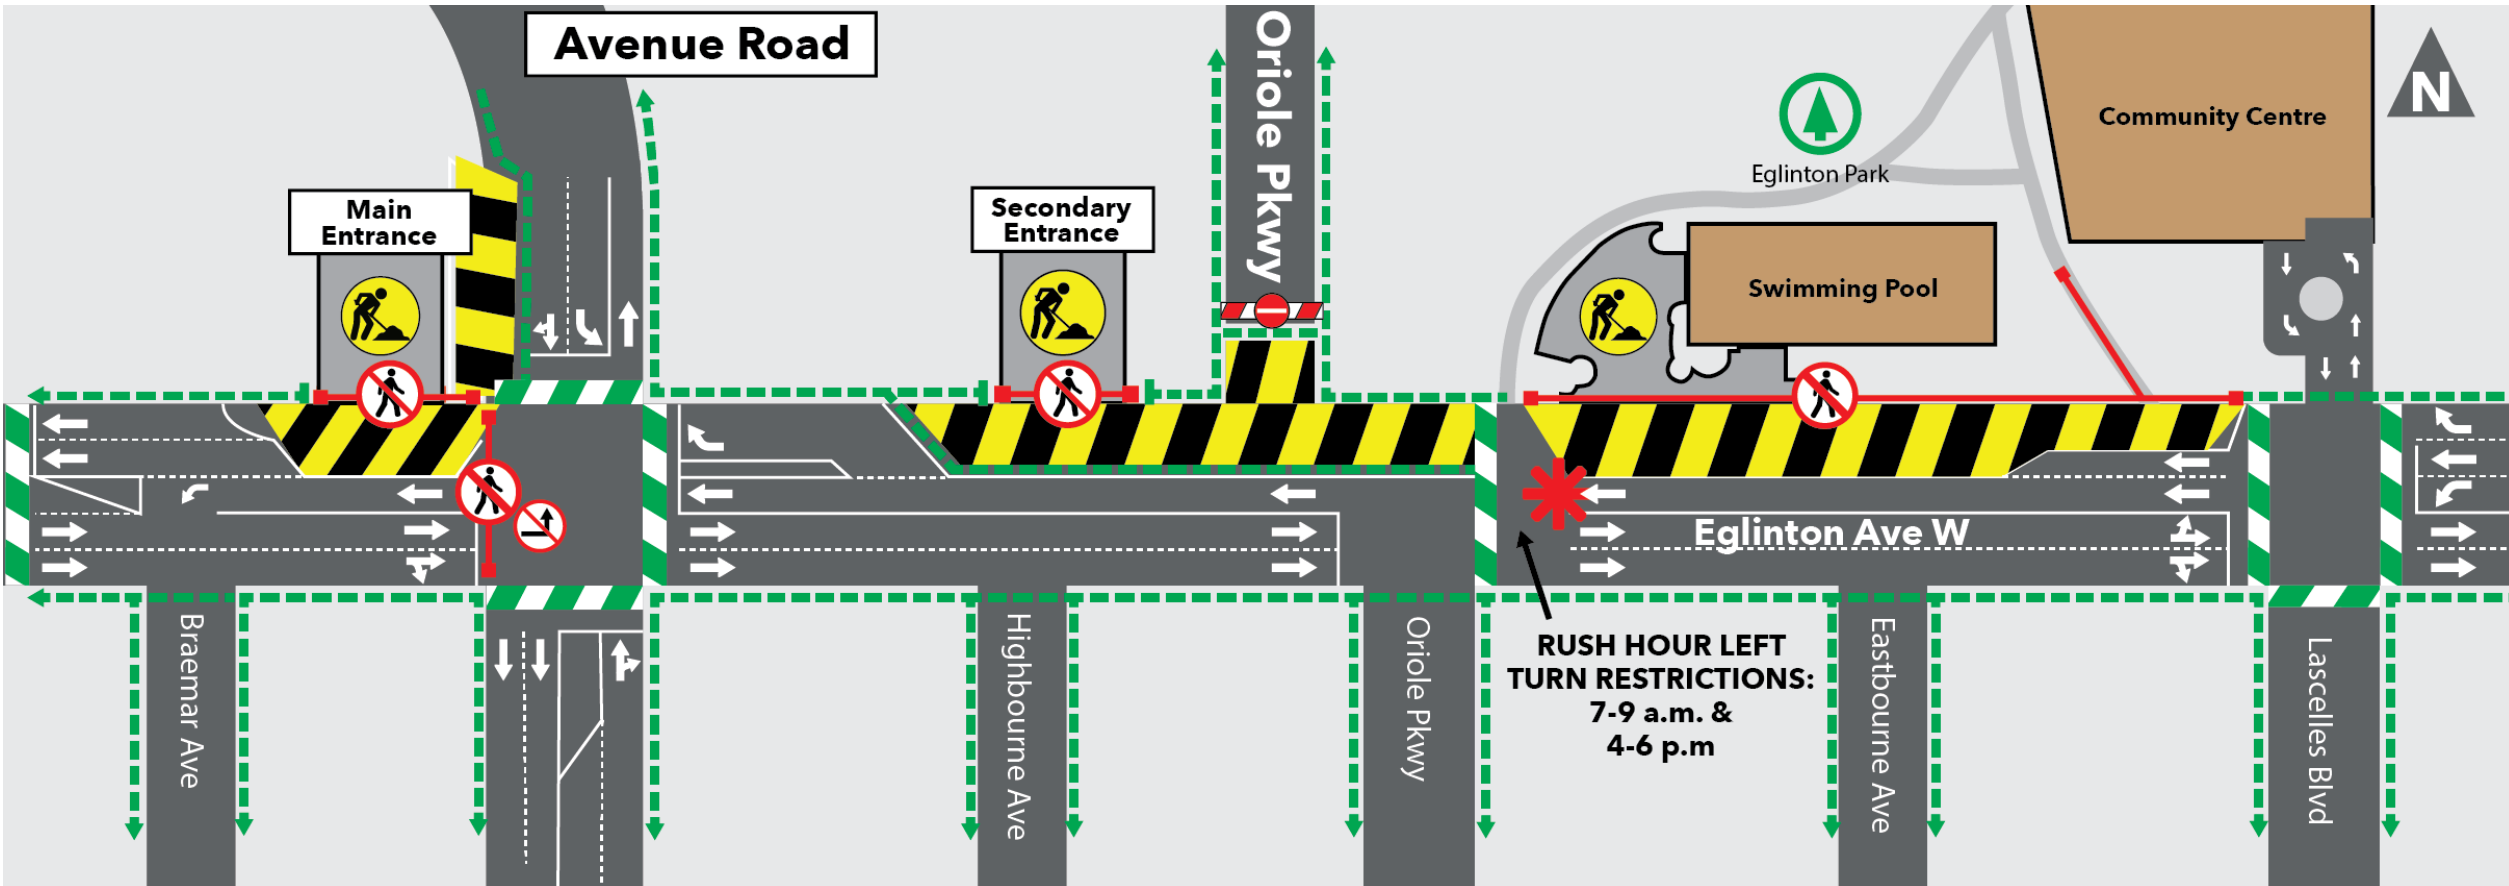 Avenue Road
Oriole Pkwy
N
Community Centre
Eglinton Park
Main
Entrance
Secondary
Entrance
Swimming Pool
Eglinton Ave W
RUSH HOUR LEFT
TURN RESTRICTIONS:
7-9 a.m. &
4-6 p.m
Braemar Ave
Highbourne Ave
Oriole Pkwy
Eastbourne Ave
Lascelles Blvd